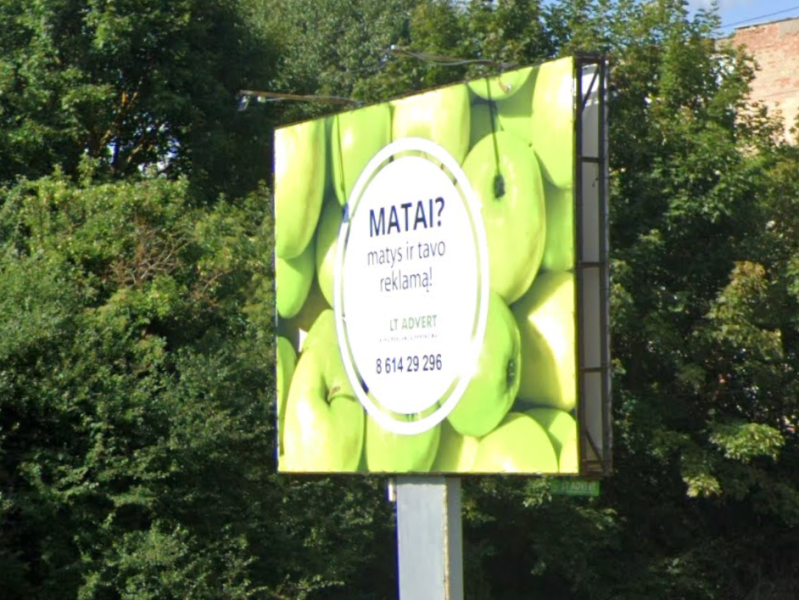 MATAI?
matys ir tavo
reklamą!
LT ADVERT
8 614 29 296